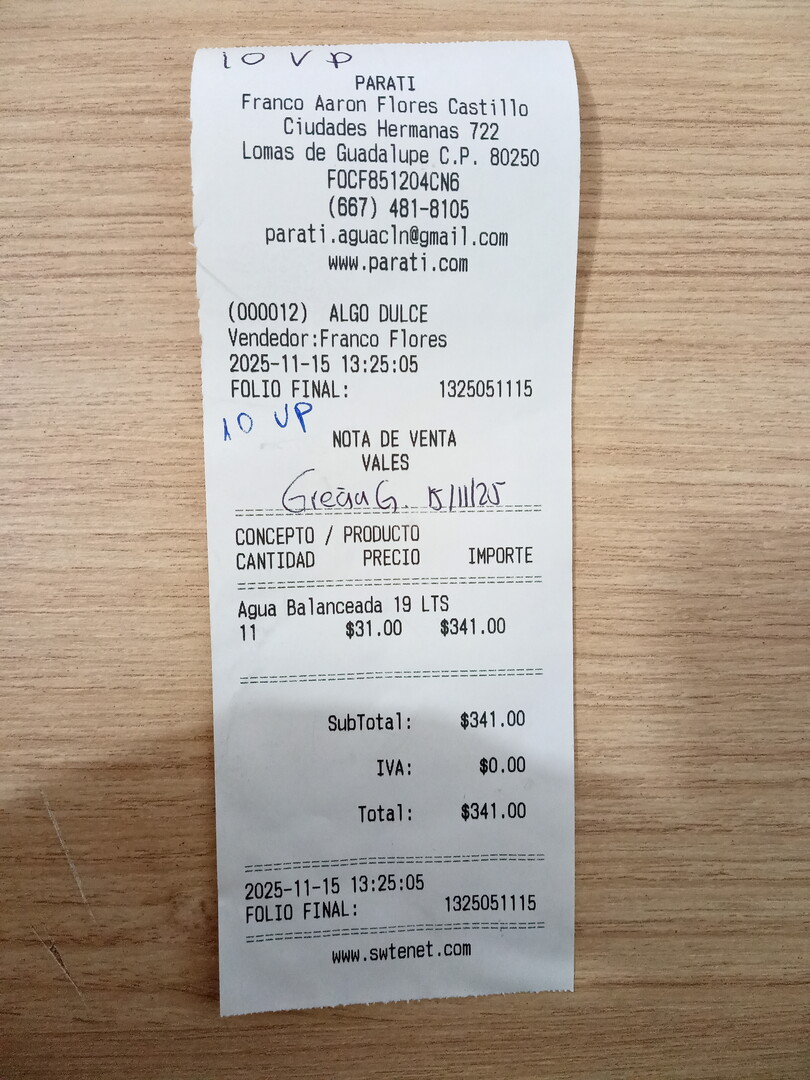 10 VP
PARATI
Franco Aaron Flores Castillo
Ciudades Hermanas 722
Lomas de Guadalupe C.P. 80250
FOCF851204CN6
(667) 481-8105
parati.aguacln@gmail.com
www.parati.com
(000012) ALGO DULCE
Vendedor:Franco Flores
2025-11-15 13:25:05
FOLIO FINAL: 1325051115
10 VP
NOTA DE VENTA
VALES
Grecia G. 15/11/25
CONCEPTO / PRODUCTO
CANTIDAD PRECIO IMPORTE
Agua Balanceada 19 LTS
11 $31.00 $341.00
SubTotal: $341.00
IVA: $0.00
Total: $341.00
2025-11-15 13:25:05
FOLIO FINAL: 1325051115
www.swtenet.com